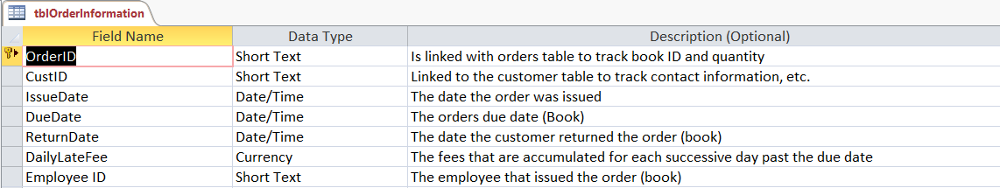 tblOrderInformation
Field Name Data Type Description (Optional)
OrderID Short Text Is linked with orders table to track book ID and quantity
CustID Short Text Linked to the customer table to track contact information, etc.
IssueDate Date/Time The date the order was issued
DueDate Date/Time The orders due date (Book)
ReturnDate Date/Time The date the customer returned the order (book)
DailyLateFee Currency The fees that are accumulated for each successive day past the due date
Employee ID Short Text The employee that issued the order (book)